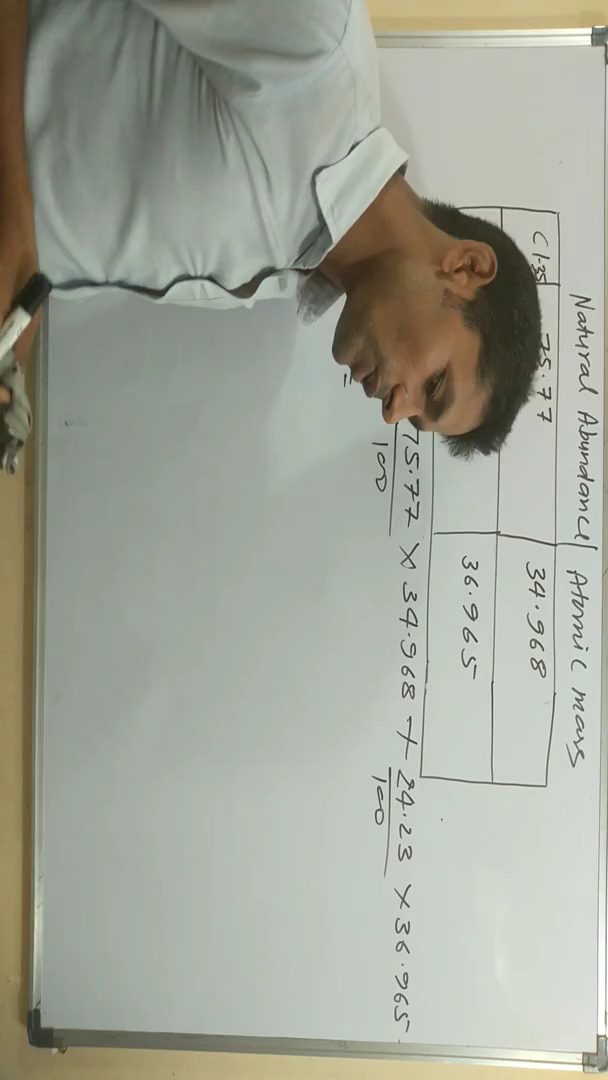 Natural Abundance Atomic mass
Cl-35 75.77 34.968
36.965
= 75.77/100 × 34.968 + 24.23/100 × 36.965